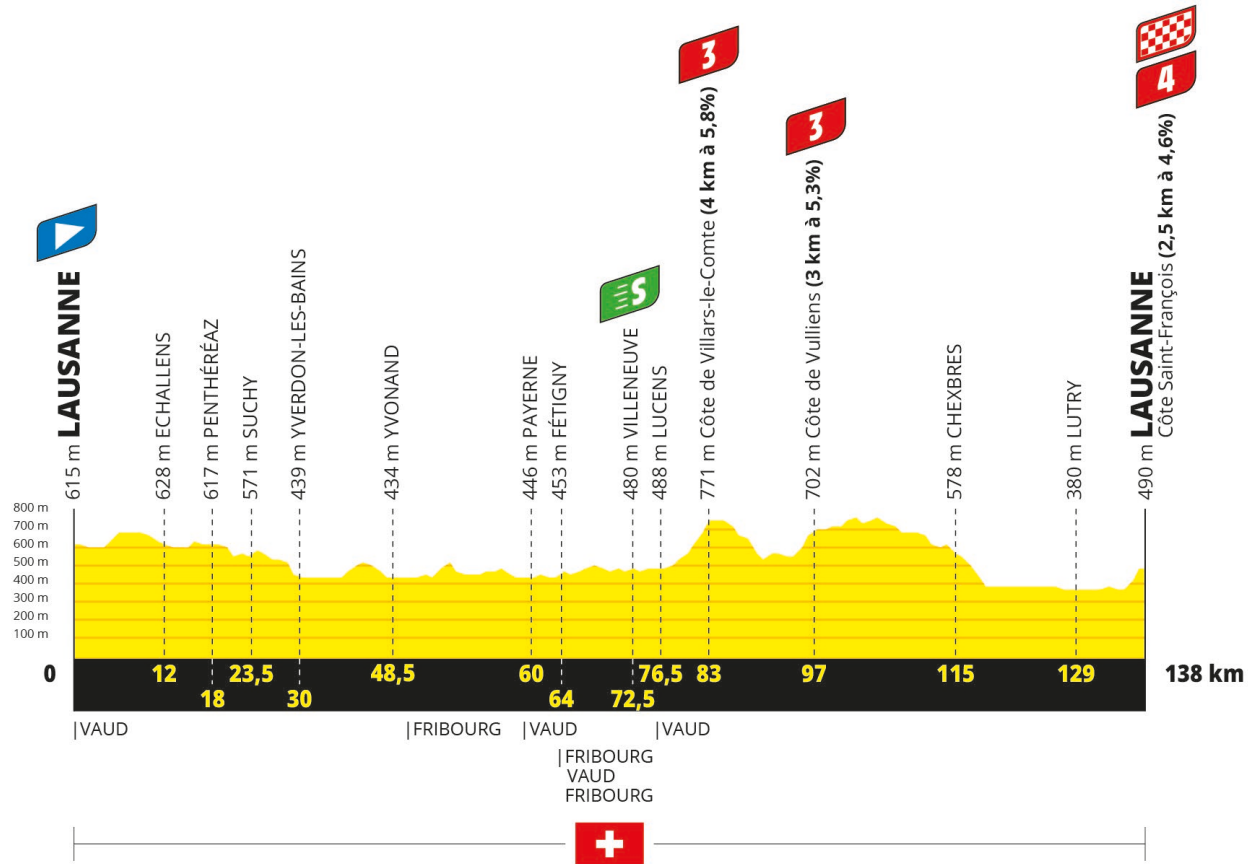 3
3
4
S
615 m LAUSANNE
628 m ECHALLENS
617 m PENTHÉRÉAZ
571 m SUCHY
439 m YVERDON-LES-BAINS
434 m YVONAND
446 m PAYERNE
453 m FÉTIGNY
480 m VILLENEUVE
488 m LUCENS
771 m Côte de Villars-le-Comte (4 km à 5,8%)
702 m Côte de Vulliens (3 km à 5,3%)
578 m CHEXBRES
380 m LUTRY
490 m LAUSANNE
Côte Saint-François (2,5 km à 4,6%)
800 m
700 m
600 m
500 m
400 m
300 m
200 m
100 m
0 12 23,5 48,5 60 76,5 83 97 115 129 138 km
18 30 64 72,5
|VAUD |FRIBOURG |VAUD |VAUD
|FRIBOURG
VAUD
FRIBOURG